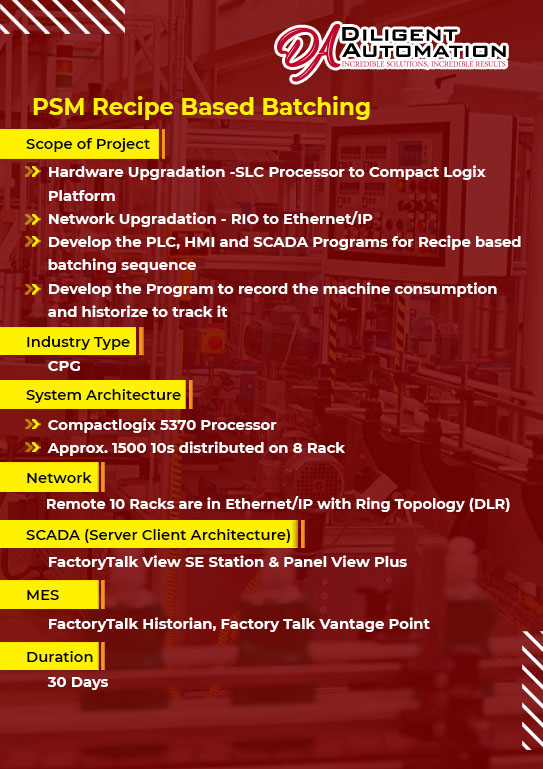 DA
DILIGENT
AUTOMATION
INCREDIBLE SOLUTIONS, INCREDIBLE RESULTS
PSM Recipe Based Batching
Scope of Project
Hardware Upgradation -SLC Processor to Compact Logix
Platform
Network Upgradation - RIO to Ethernet/IP
Develop the PLC, HMI and SCADA Programs for Recipe based
batching sequence
Develop the Program to record the machine consumption
and historize to track it
Industry Type
CPG
System Architecture
Compactlogix 5370 Processor
Approx. 1500 10s distributed on 8 Rack
Network
Remote 10 Racks are in Ethernet/IP with Ring Topology (DLR)
SCADA (Server Client Architecture)
FactoryTalk View SE Station & Panel View Plus
MES
FactoryTalk Historian, Factory Talk Vantage Point
Duration
30 Days